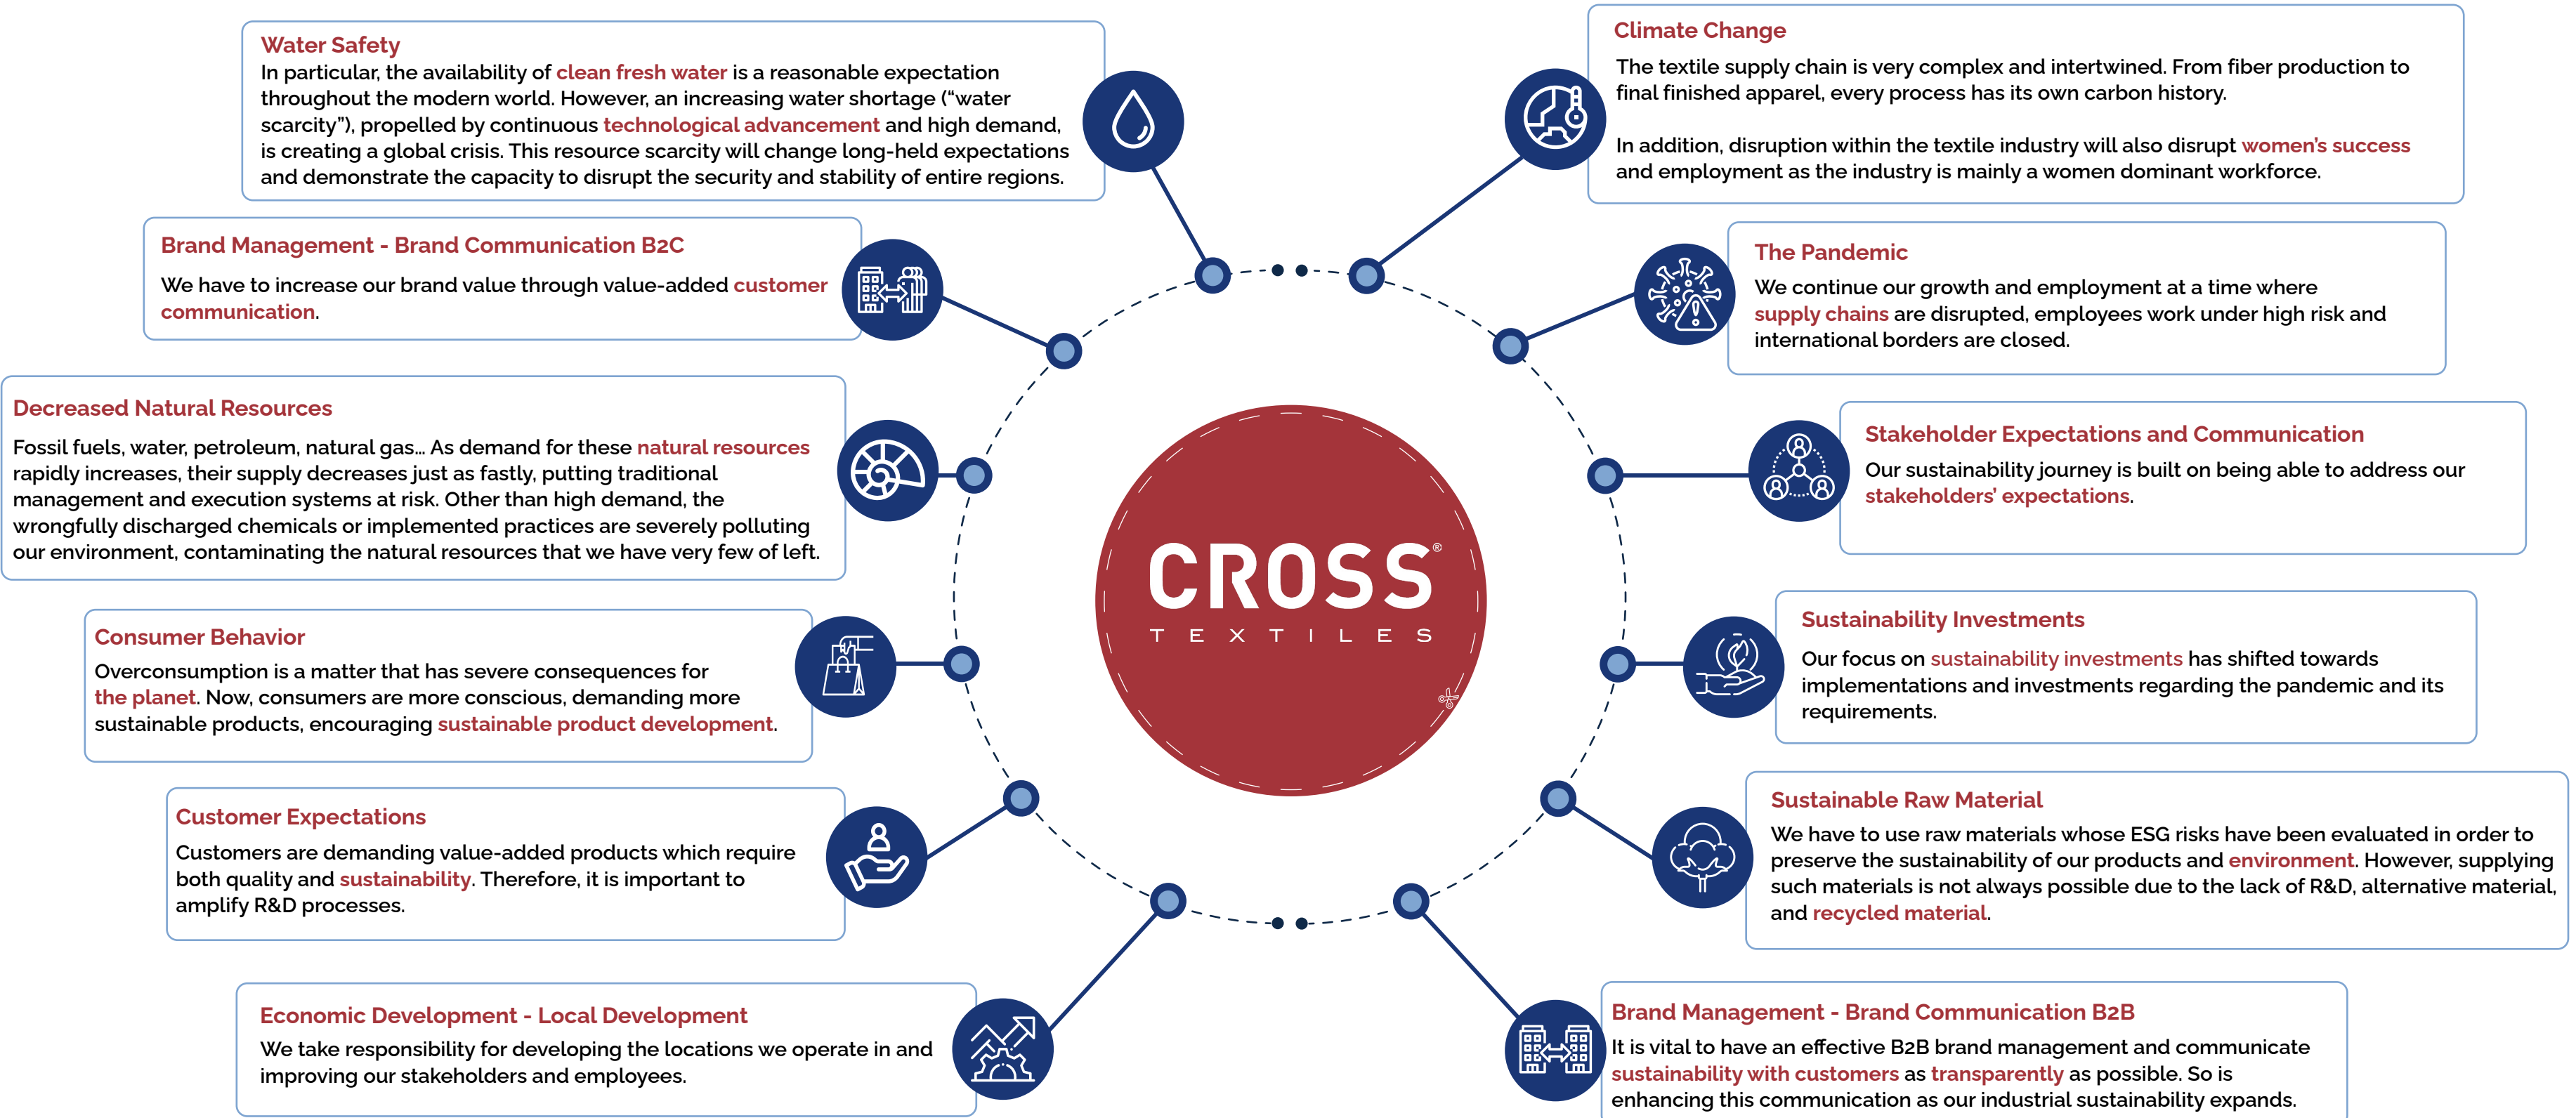 Water Safety
In particular, the availability of clean fresh water is a reasonable expectation
throughout the modern world. However, an increasing water shortage (“water
scarcity”), propelled by continuous technological advancement and high demand,
is creating a global crisis. This resource scarcity will change long-held expectations
and demonstrate the capacity to disrupt the security and stability of entire regions.
Brand Management - Brand Communication B2C
We have to increase our brand value through value-added customer
communication.
Decreased Natural Resources
Fossil fuels, water, petroleum, natural gas... As demand for these natural resources
rapidly increases, their supply decreases just as fastly, putting traditional
management and execution systems at risk. Other than high demand, the
wrongfully discharged chemicals or implemented practices are severely polluting
our environment, contaminating the natural resources that we have very few of left.
Consumer Behavior
Overconsumption is a matter that has severe consequences for
the planet. Now, consumers are more conscious, demanding more
sustainable products, encouraging sustainable product development.
Customer Expectations
Customers are demanding value-added products which require
both quality and sustainability. Therefore, it is important to
amplify R&D processes.
Economic Development - Local Development
We take responsibility for developing the locations we operate in and
improving our stakeholders and employees.
CROSS®
TEXTILES
Climate Change
The textile supply chain is very complex and intertwined. From fiber production to
final finished apparel, every process has its own carbon history.
In addition, disruption within the textile industry will also disrupt women’s success
and employment as the industry is mainly a women dominant workforce.
The Pandemic
We continue our growth and employment at a time where
supply chains are disrupted, employees work under high risk and
international borders are closed.
Stakeholder Expectations and Communication
Our sustainability journey is built on being able to address our
stakeholders’ expectations.
Sustainability Investments
Our focus on sustainability investments has shifted towards
implementations and investments regarding the pandemic and its
requirements.
Sustainable Raw Material
We have to use raw materials whose ESG risks have been evaluated in order to
preserve the sustainability of our products and environment. However, supplying
such materials is not always possible due to the lack of R&D, alternative material,
and recycled material.
Brand Management - Brand Communication B2B
It is vital to have an effective B2B brand management and communicate
sustainability with customers as transparently as possible. So is
enhancing this communication as our industrial sustainability expands.